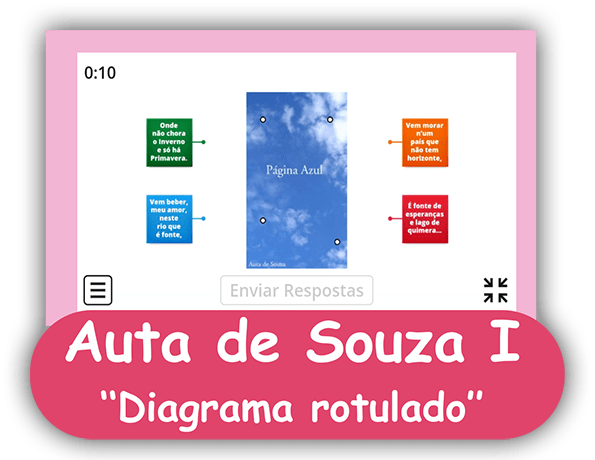 0:10
Onde
não chora
o Inverno
e só há
Primavera.
Vem morar
n'um
país que
não tem
horizonte,
Página Azul
Vem beber,
meu amor,
neste
rio que
é fonte,
É fonte de
esperanças
e lago de
quimera...
Auta de Souza
Enviar Respostas
Auta de Souza I
“Diagrama rotulado”